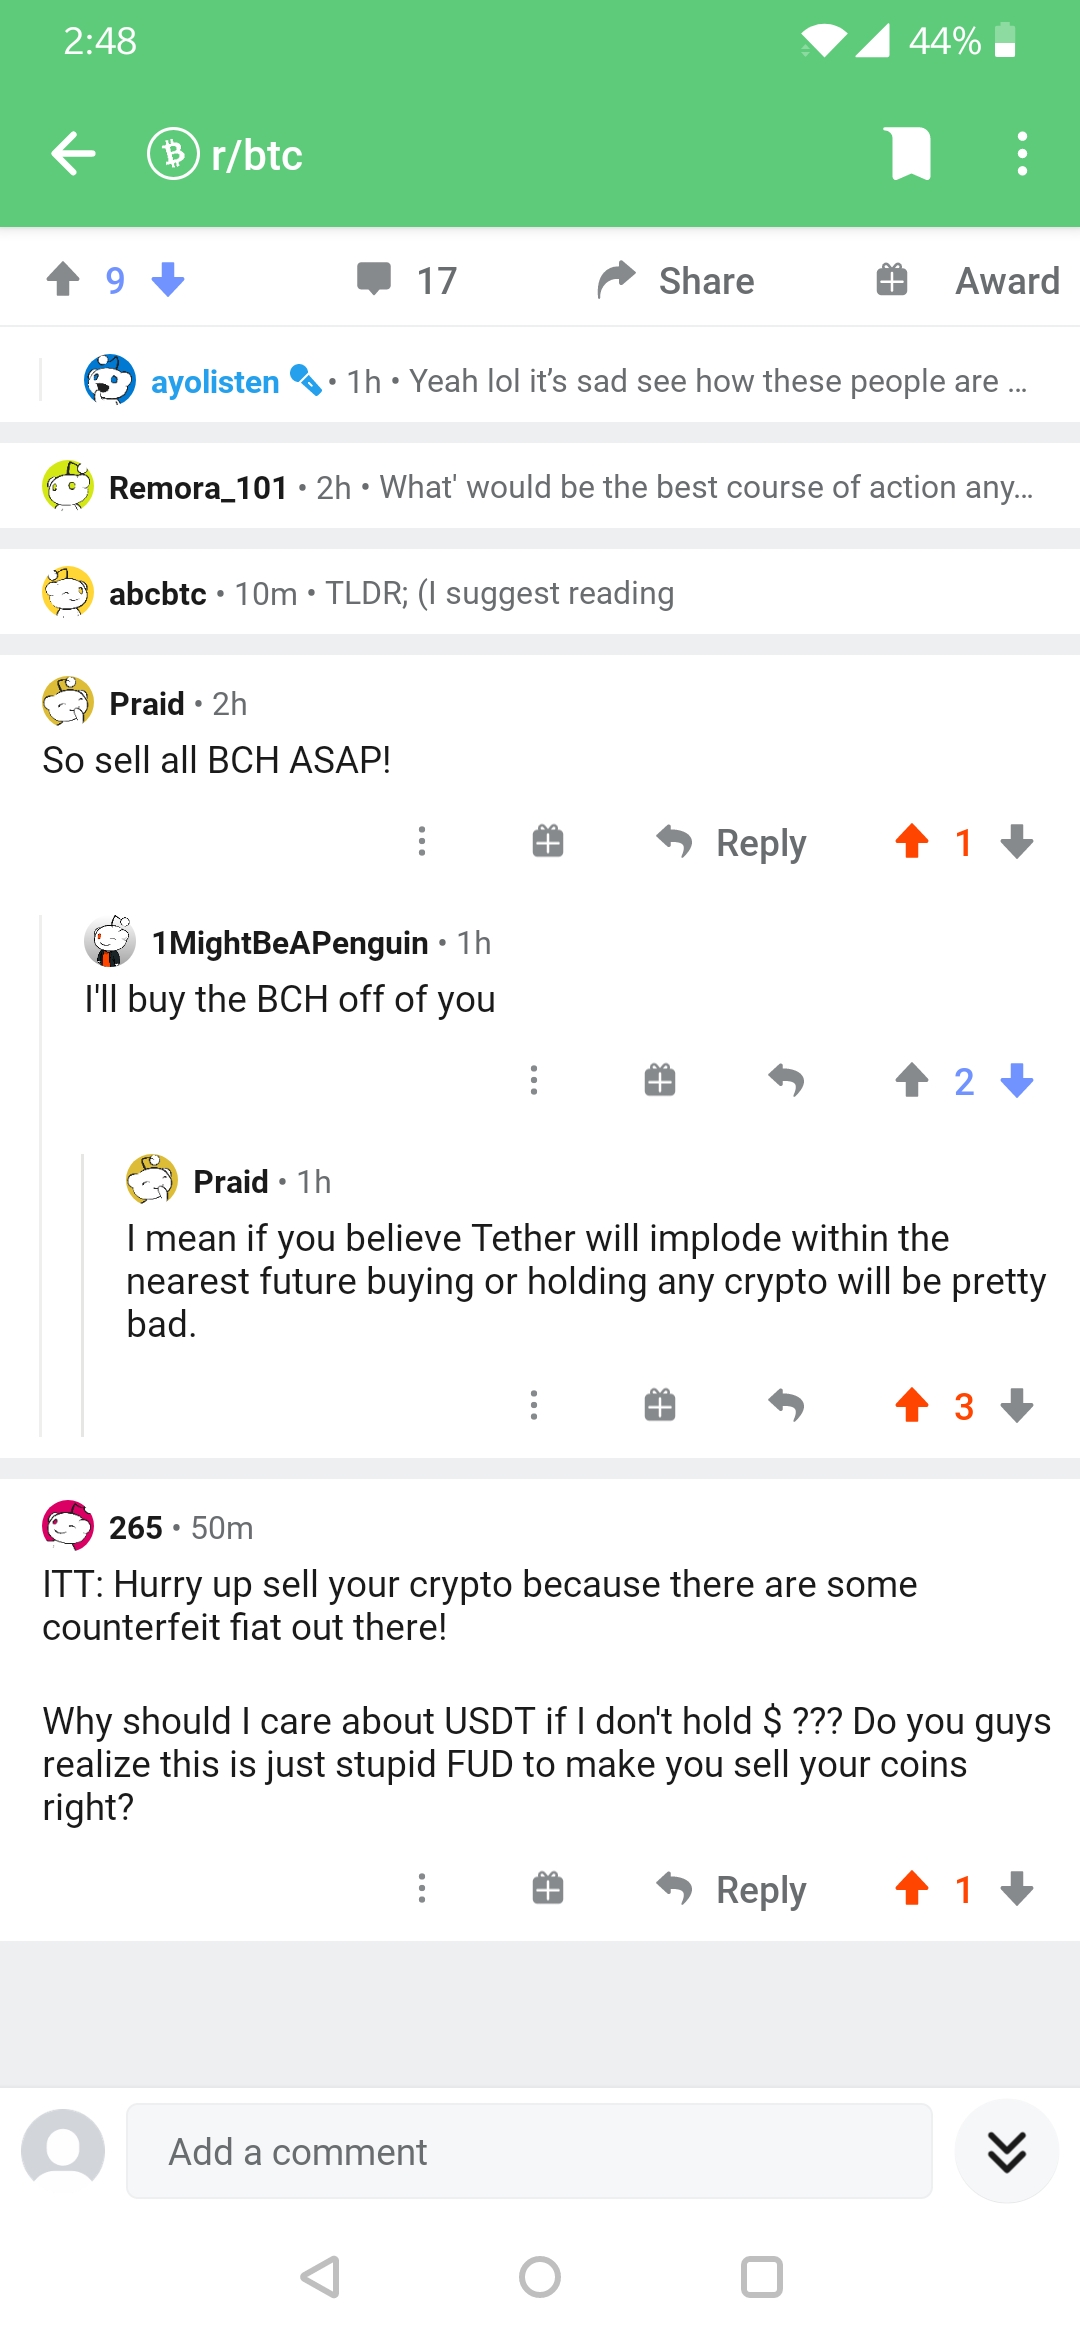 2:48
44%
r/btc
9
17
Share
Award
ayolisten • 1h • Yeah lol it’s sad see how these people are ...
Remora_101 • 2h • What' would be the best course of action any...
abcbtc • 10m • TLDR; (I suggest reading
Praid • 2h
So sell all BCH ASAP!
Reply
1
1MightBeAPenguin • 1h
I'll buy the BCH off of you
2
Praid • 1h
I mean if you believe Tether will implode within the
nearest future buying or holding any crypto will be pretty
bad.
3
265 • 50m
ITT: Hurry up sell your crypto because there are some
counterfeit fiat out there!
Why should I care about USDT if I don't hold $ ??? Do you guys
realize this is just stupid FUD to make you sell your coins
right?
Reply
1
Add a comment